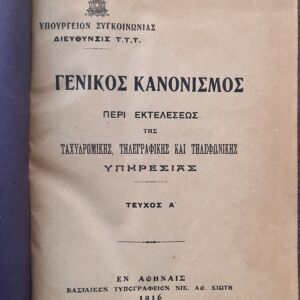 ΥΠΟΥΡΓΕΙΟΝ ΣΥΓΚΟΙΝΩΝΙΑΣ
ΔΙΕΥΘΥΝΣΙΣ Τ.Τ.Τ.
ΓΕΝΙΚΟΣ ΚΑΝΟΝΙΣΜΟΣ
ΠΕΡΙ ΕΚΤΕΛΕΣΕΩΣ
ΤΗΣ
ΤΑΧΥΔΡΟΜΙΚΗΣ, ΤΗΛΕΓΡΑΦΙΚΗΣ ΚΑΙ ΤΗΛΕΦΩΝΙΚΗΣ
ΥΠΗΡΕΣΙΑΣ
ΤΕΥΧΟΣ Α΄
ΕΝ ΑΘΗΝΑΙΣ
ΒΑΣΙΛΙΚΟΝ ΤΥΠΟΓΡΑΦΕΙΟΝ ΝΙΚ. ΑΘ. ΧΙΩΤΗ
1916